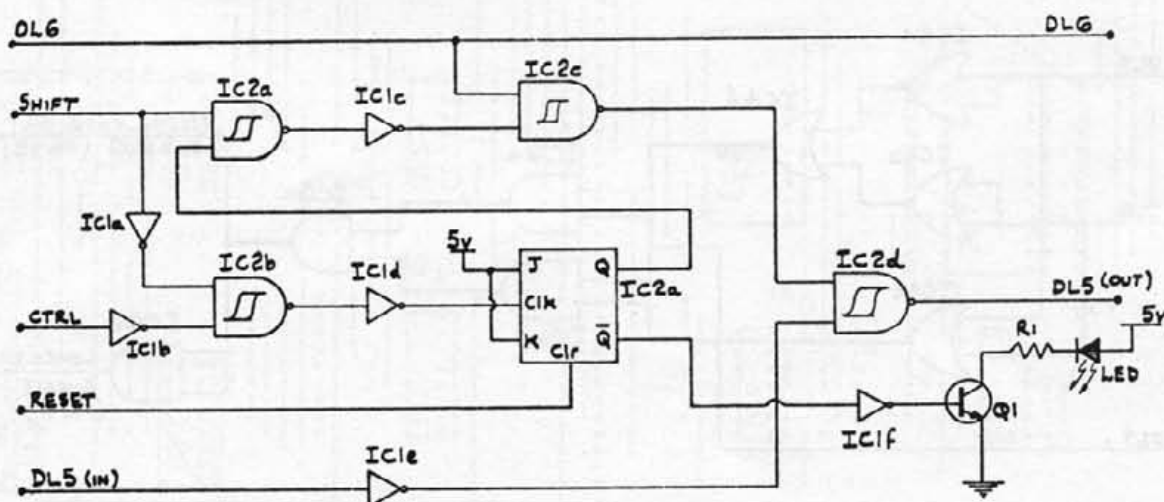 DL6
DL6
SHIFT
IC2a
IC1c
IC2c
IC1a
IC2b
IC1d
5v
J
Q
Clk
K
Q
Clr
IC2a
IC2d
DL5 (OUT)
5v
R1
LED
CTRL
IC1b
RESET
IC1f
Q1
DL5 (IN)
IC1e